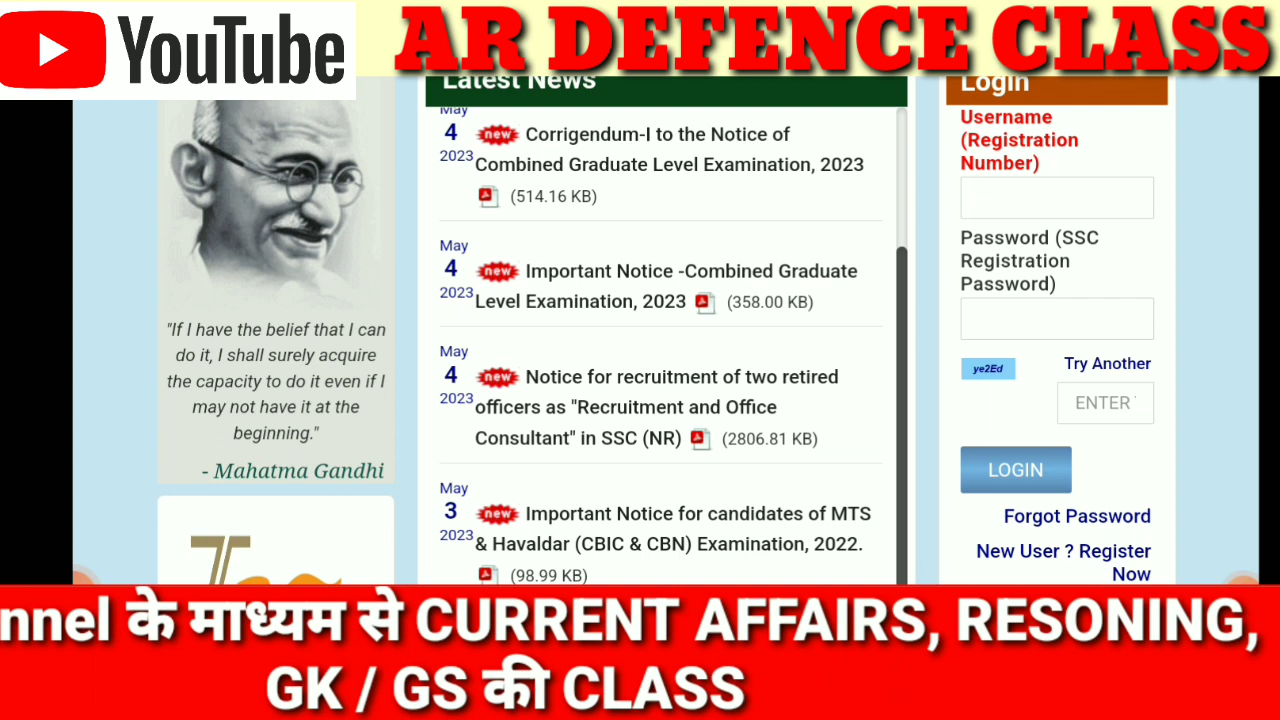 YouTube
AR DEFENCE CLASS
"If I have the belief that I can
do it, I shall surely acquire
the capacity to do it even if I
may not have it at the
beginning."
- Mahatma Gandhi
Latest News
May
4
2023
new Corrigendum-I to the Notice of
Combined Graduate Level Examination, 2023
(514.16 KB)
May
4
2023
new Important Notice -Combined Graduate
Level Examination, 2023 (358.00 KB)
May
4
2023
new Notice for recruitment of two retired
officers as "Recruitment and Office
Consultant" in SSC (NR) (2806.81 KB)
May
3
2023
new Important Notice for candidates of MTS
& Havaldar (CBIC & CBN) Examination, 2022.
(98.99 KB)
Login
Username
(Registration
Number)
Password (SSC
Registration
Password)
ye2Ed
Try Another
ENTER
LOGIN
Forgot Password
New User ? Register
Now
nnel के माध्यम से CURRENT AFFAIRS, RESONING,
GK / GS की CLASS